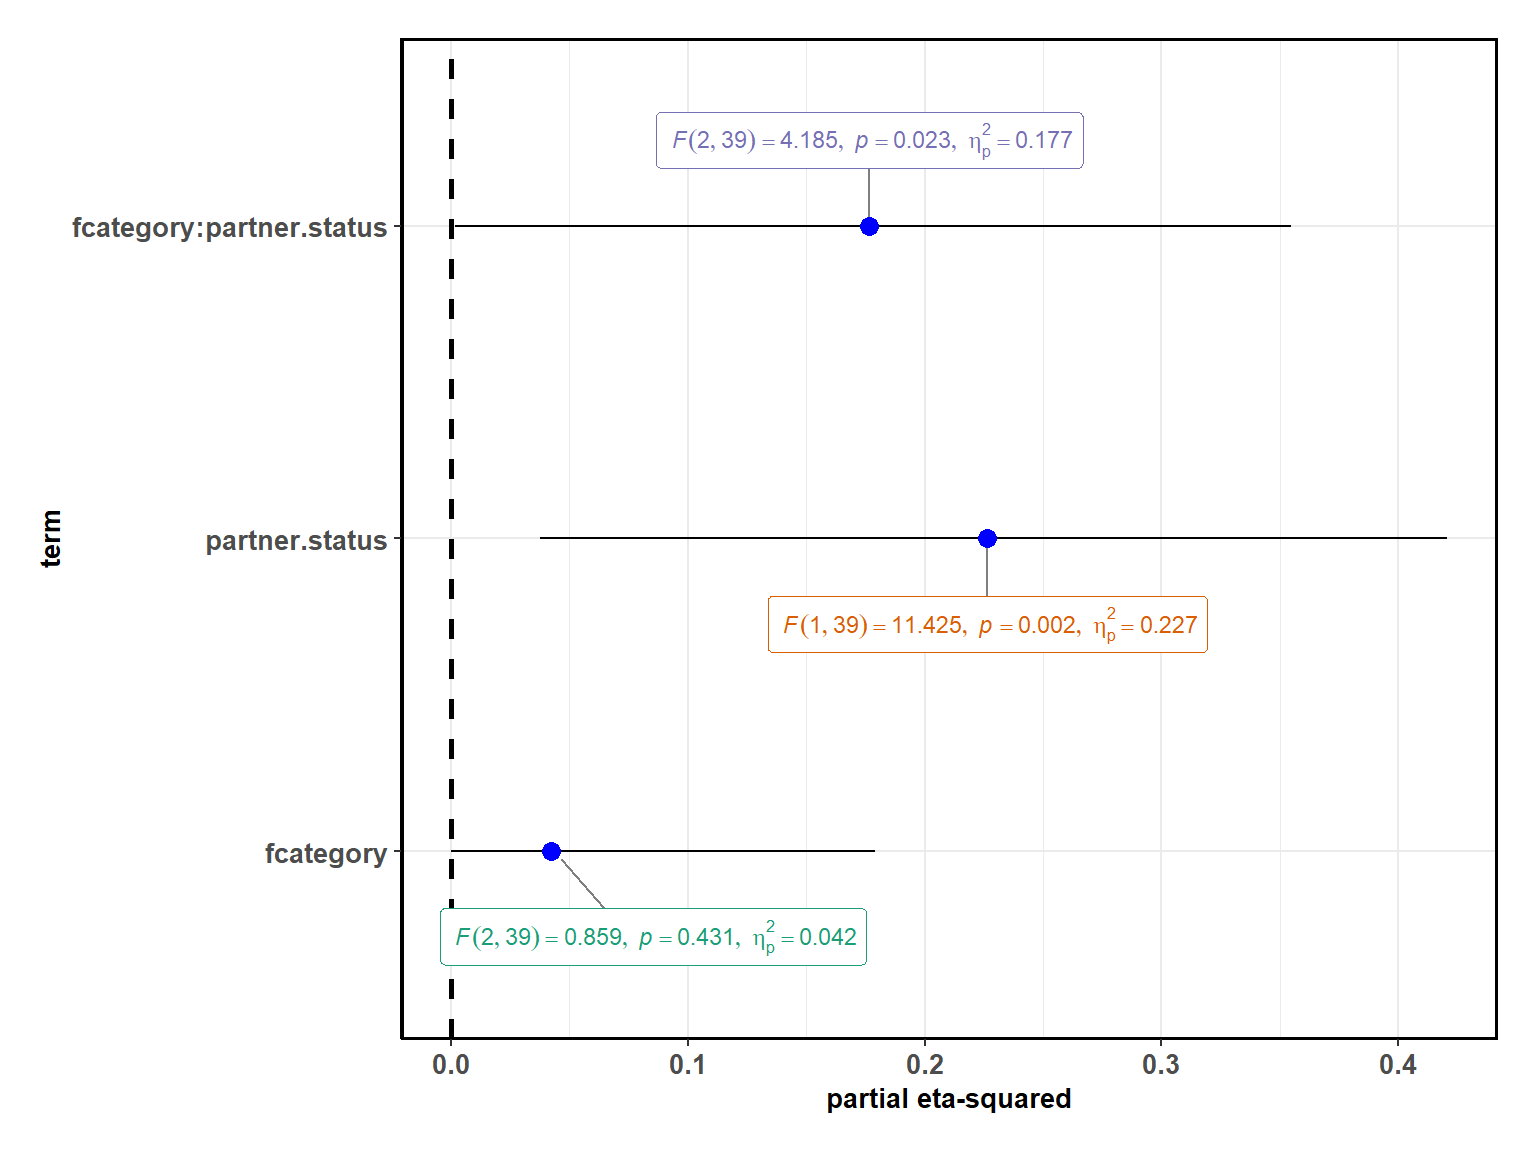 F(2, 39) = 4.185, p = 0.023, η²ₚ = 0.177
fcategory:partner.status
term
partner.status
F(1, 39) = 11.425, p = 0.002, η²ₚ = 0.227
fcategory
F(2, 39) = 0.859, p = 0.431, η²ₚ = 0.042
0.0 0.1 0.2 0.3 0.4
partial eta-squared